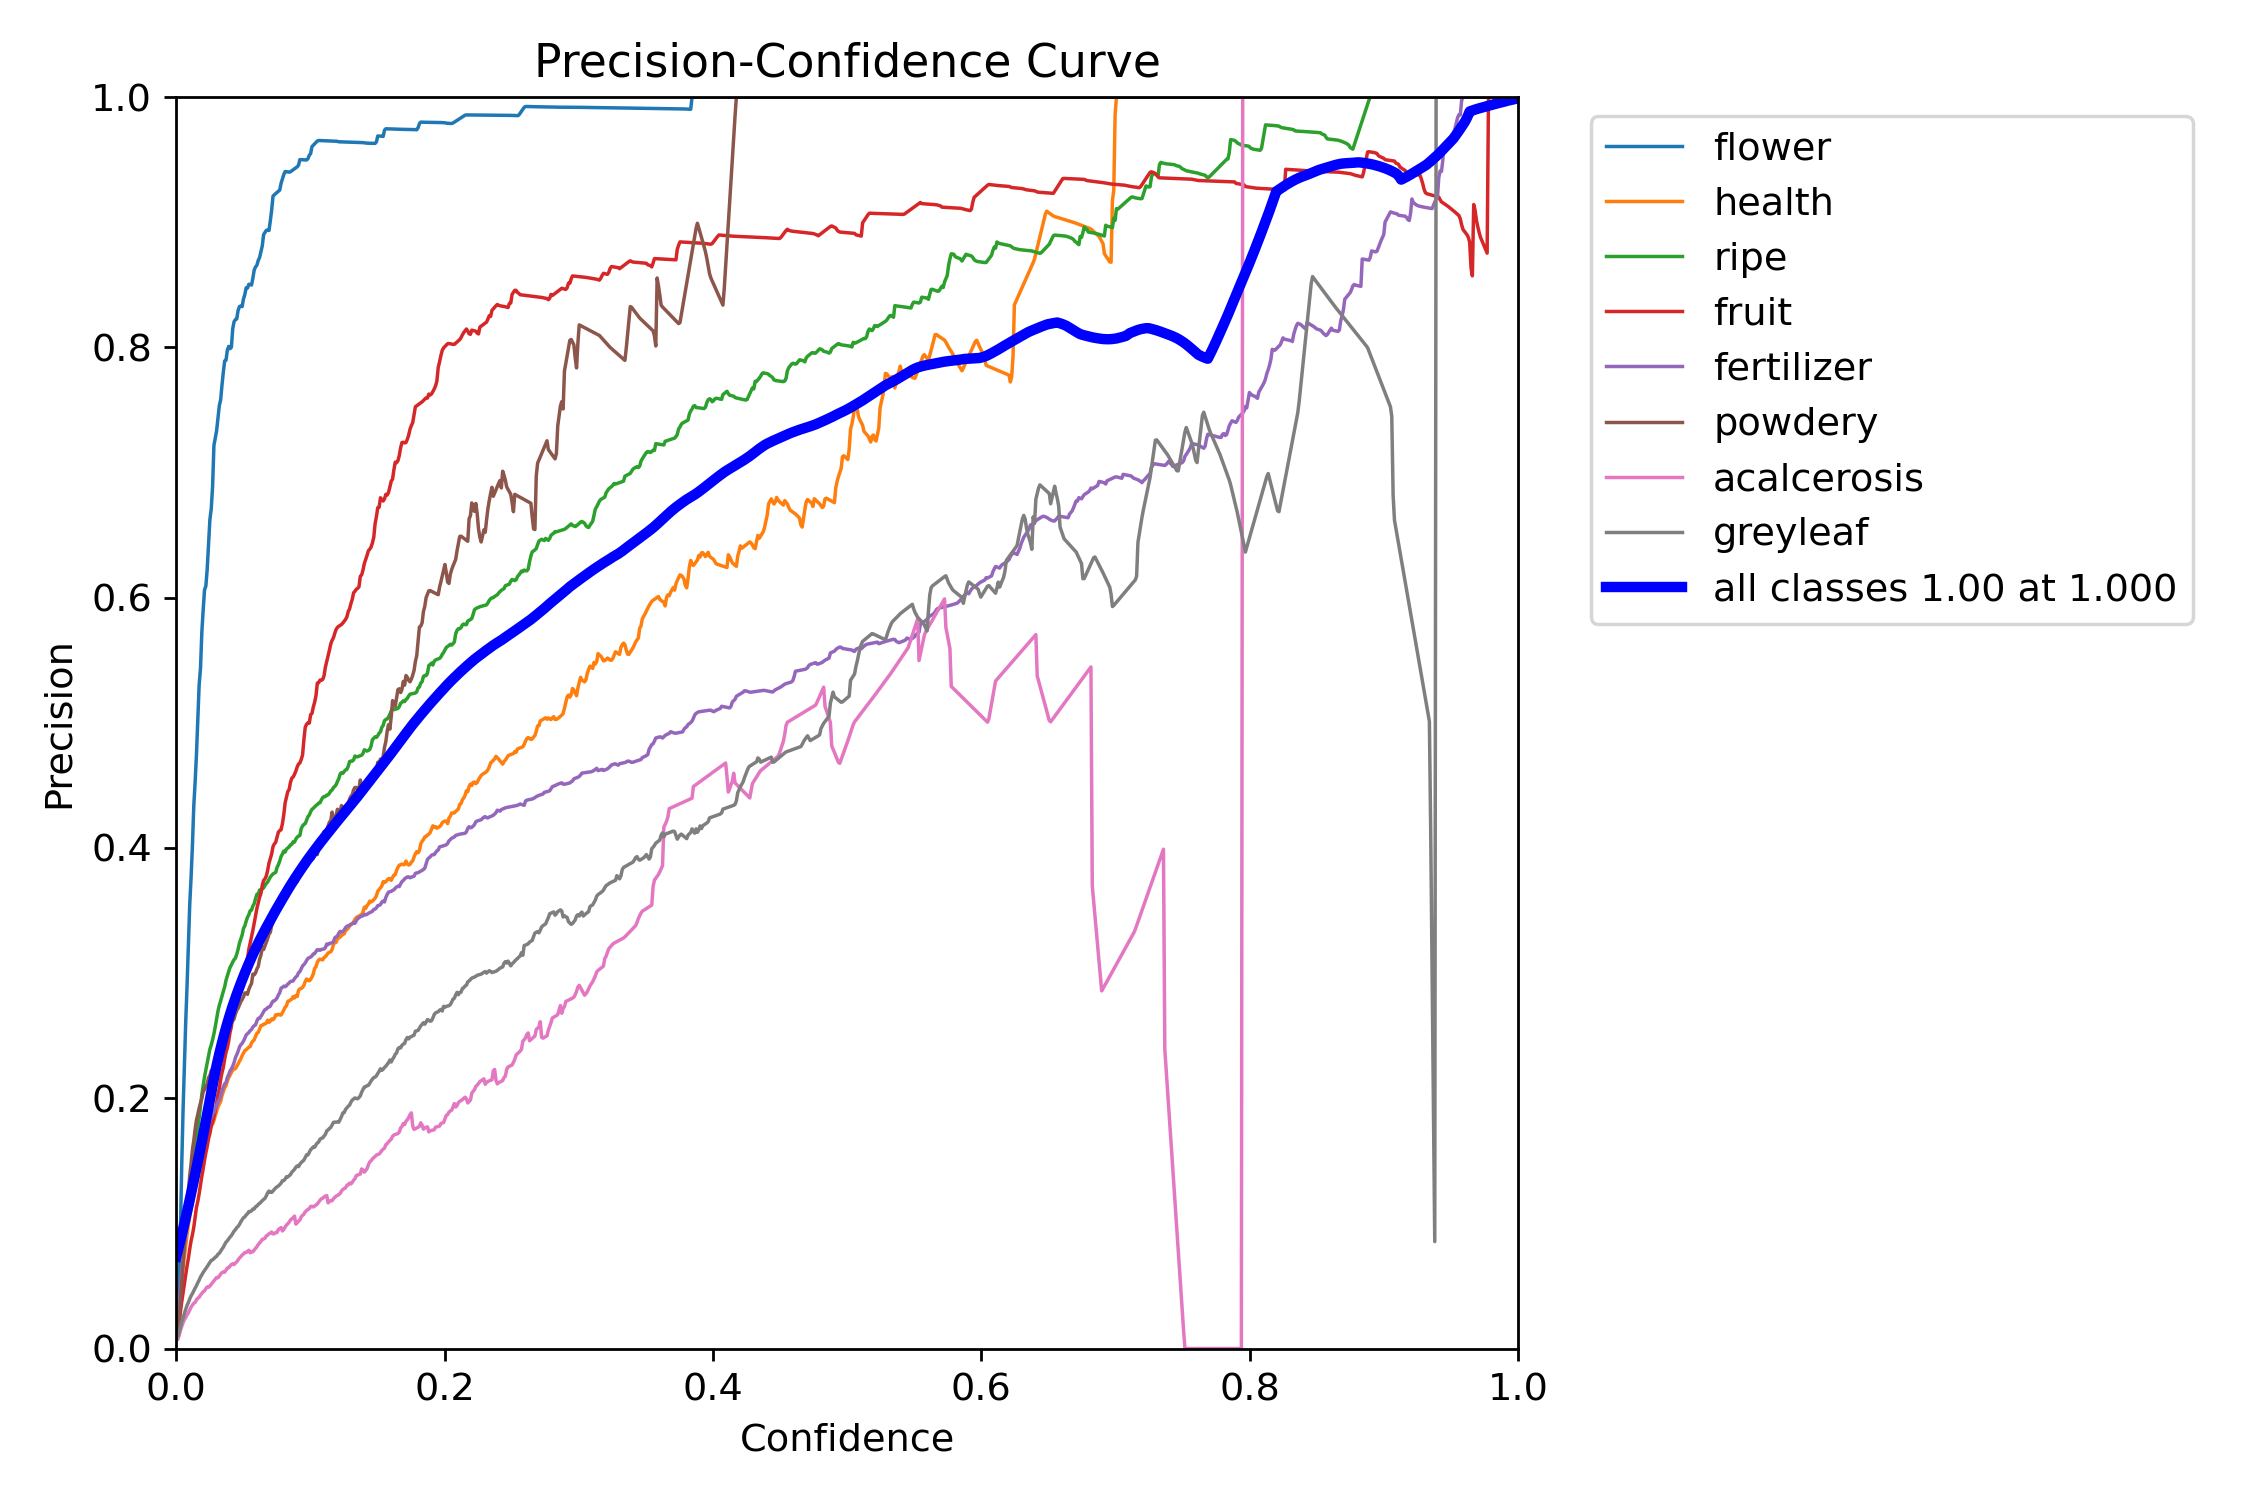 Precision-Confidence Curve
1.0
0.8
0.6
0.4
0.2
0.0
Precision
0.0 0.2 0.4 0.6 0.8 1.0
Confidence
flower
health
ripe
fruit
fertilizer
powdery
acalcerosis
greyleaf
all classes 1.00 at 1.000